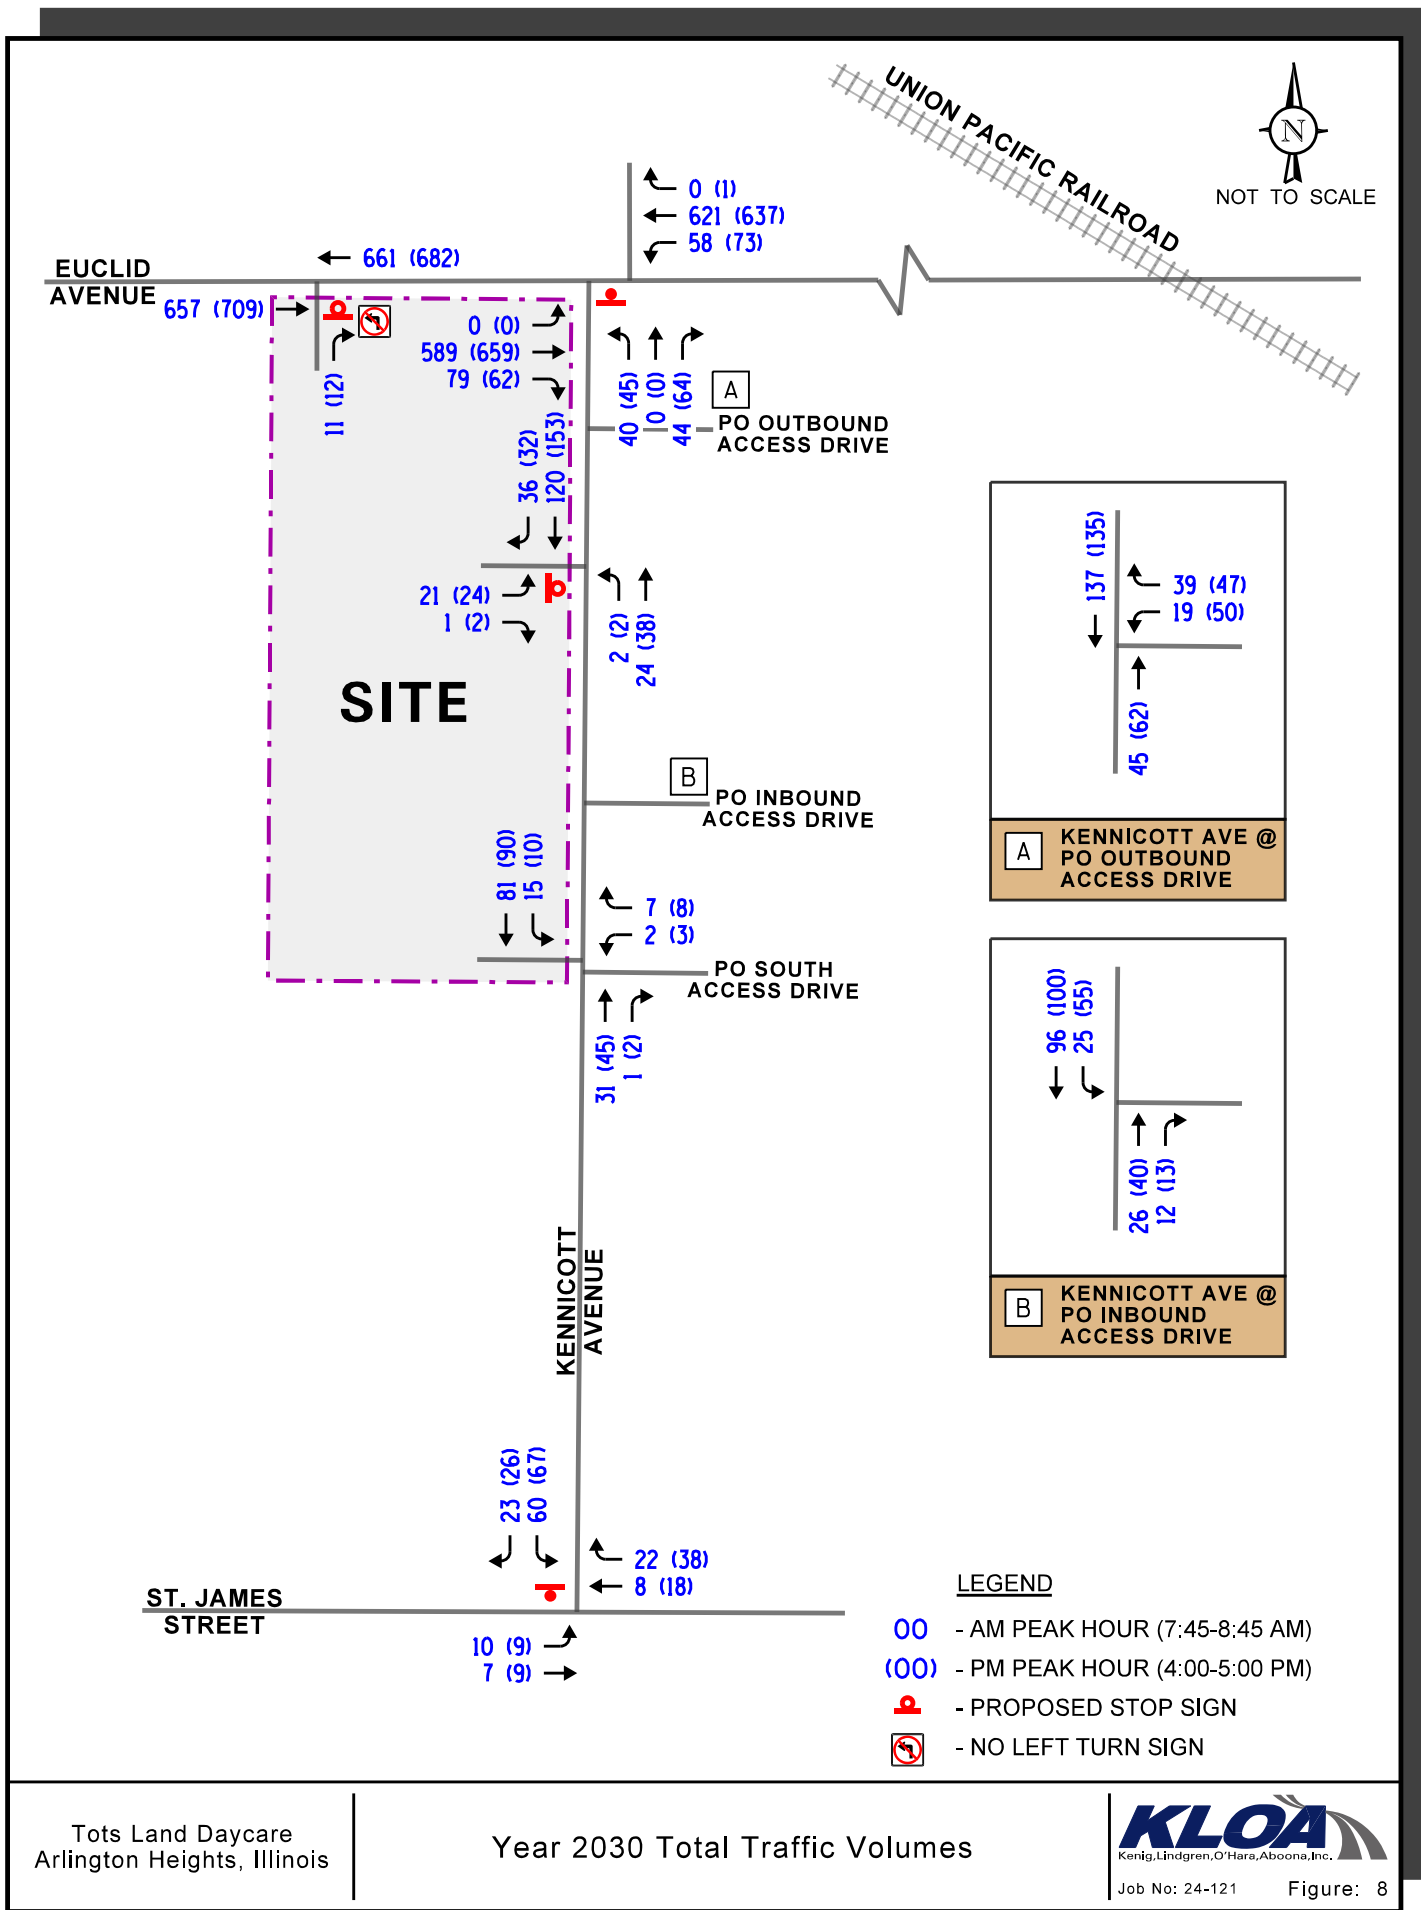 UNION PACIFIC RAILROAD
N
NOT TO SCALE
0 (1)
621 (637)
58 (73)
661 (682)
EUCLID
AVENUE
657 (709)
11 (12)
0 (0)
589 (659)
79 (62)
40 (45)
0 (0)
44 (64)
A
PO OUTBOUND
ACCESS DRIVE
36 (32)
120 (153)
21 (24)
1 (2)
2 (2)
24 (38)
SITE
B
PO INBOUND
ACCESS DRIVE
81 (90)
15 (10)
7 (8)
2 (3)
PO SOUTH
ACCESS DRIVE
31 (45)
1 (2)
137 (135)
39 (47)
19 (50)
45 (62)
A
KENNICOTT AVE @
PO OUTBOUND
ACCESS DRIVE
96 (100)
25 (55)
26 (40)
12 (13)
B
KENNICOTT AVE @
PO INBOUND
ACCESS DRIVE
KENNICOTT
AVENUE
23 (26)
60 (67)
22 (38)
8 (18)
ST. JAMES
STREET
10 (9)
7 (9)
LEGEND
00 - AM PEAK HOUR (7:45-8:45 AM)
(00) - PM PEAK HOUR (4:00-5:00 PM)
- PROPOSED STOP SIGN
- NO LEFT TURN SIGN
Tots Land Daycare
Arlington Heights, Illinois
Year 2030 Total Traffic Volumes
KLOA
Kenig,Lindgren,O'Hara,Aboona,Inc.
Job No: 24-121
Figure: 8